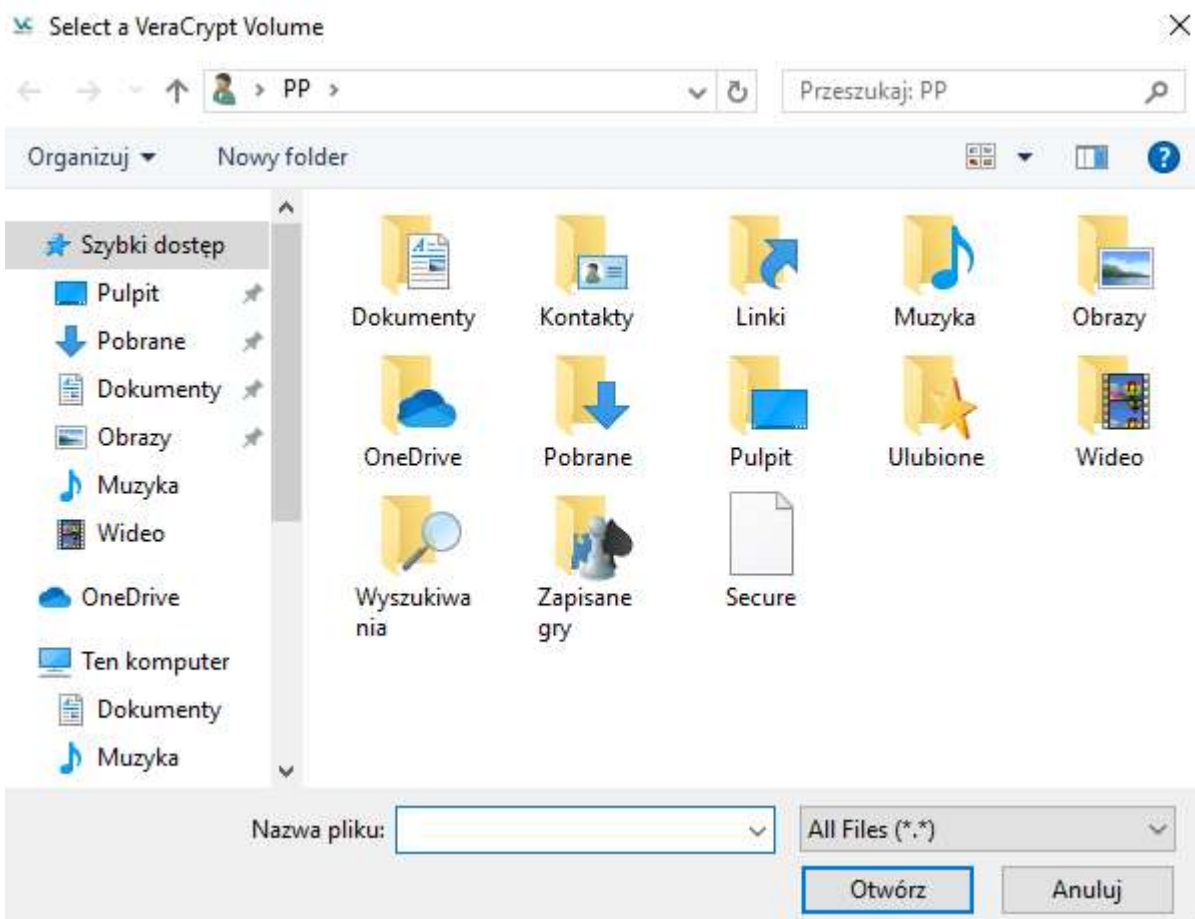 Select a VeraCrypt Volume
PP
Przeszukaj: PP
Organizuj
Nowy folder
Szybki dostęp
Pulpit
Pobrane
Dokumenty
Obrazy
Muzyka
Wideo
OneDrive
Ten komputer
Dokumenty
Muzyka
Dokumenty
Kontakty
Linki
Muzyka
Obrazy
OneDrive
Pobrane
Pulpit
Ulubione
Wideo
Wyszukiwa
nia
Zapisane
gry
Secure
Nazwa pliku:
All Files (*.*)
Otwórz
Anuluj